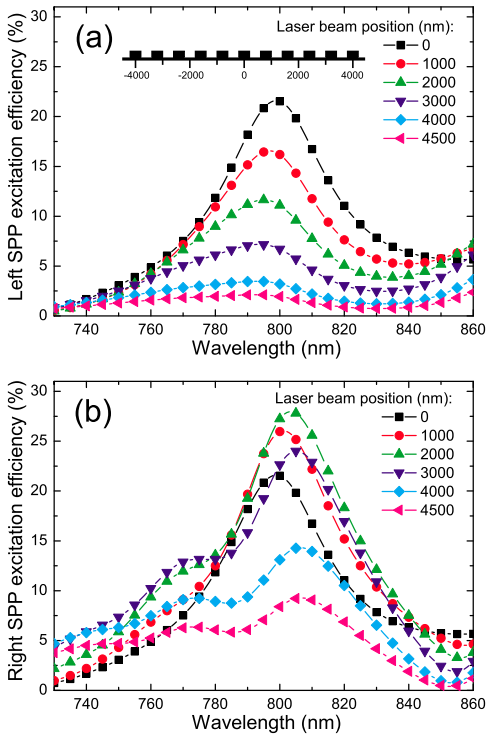 Left SPP excitation efficiency (%)
30
25
20
15
10
5
0
(a)
-4000 -2000 0 2000 4000
Laser beam position (nm):
0
1000
2000
3000
4000
4500
740 760 780 800 820 840 860
Wavelength (nm)
Right SPP excitation efficiency (%)
30
25
20
15
10
5
0
(b)
Laser beam position (nm):
0
1000
2000
3000
4000
4500
740 760 780 800 820 840 860
Wavelength (nm)